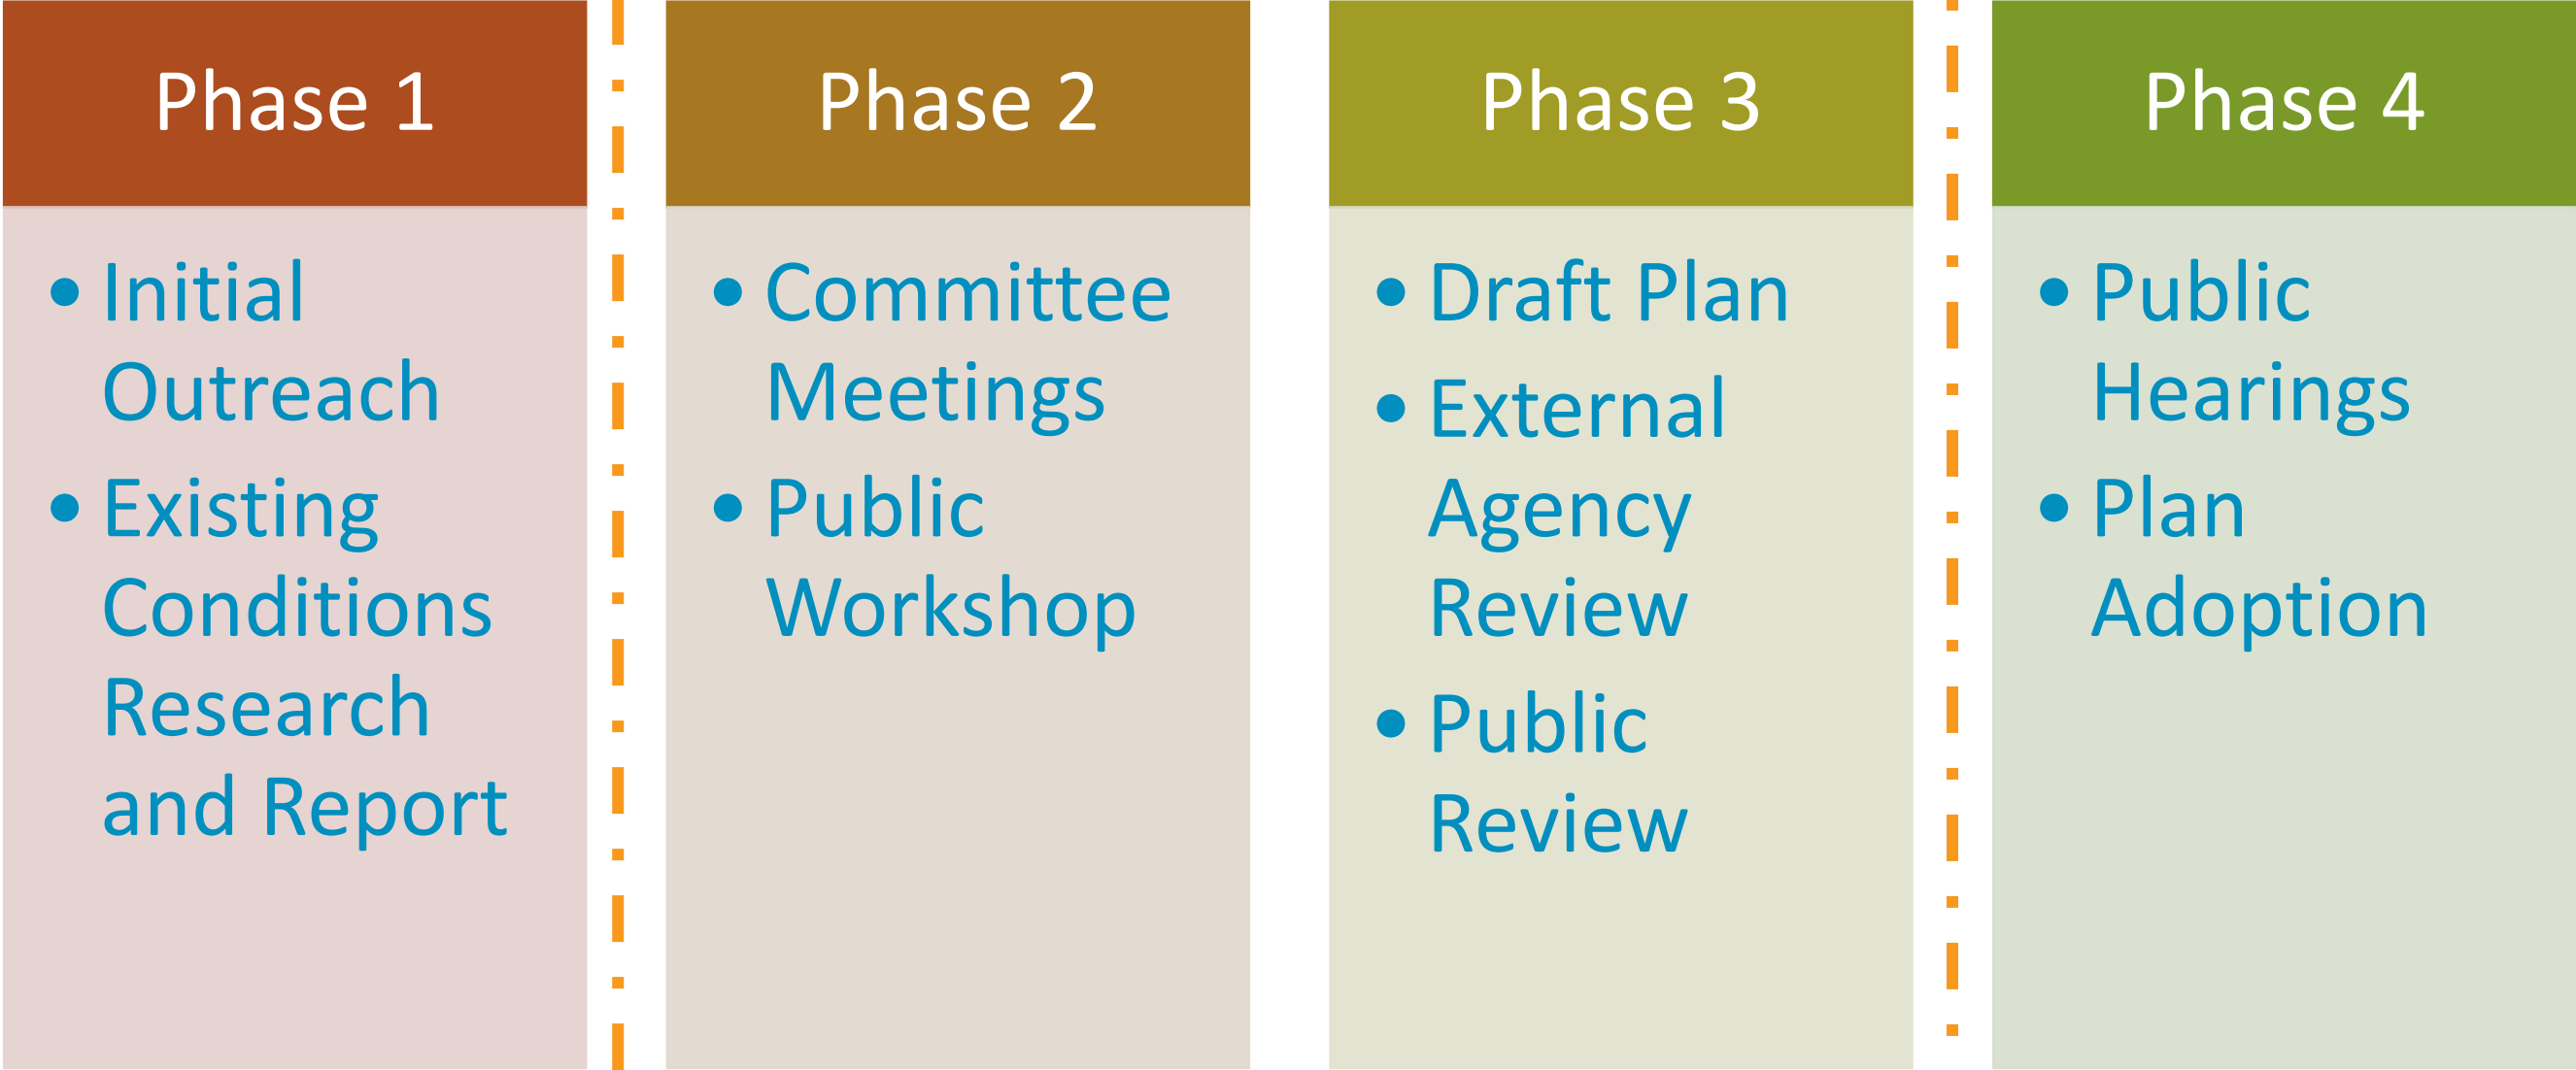 Phase 1
• Initial
Outreach
• Existing
Conditions
Research
and Report
Phase 2
• Committee
Meetings
• Public
Workshop
Phase 3
• Draft Plan
• External
Agency
Review
• Public
Review
Phase 4
• Public
Hearings
• Plan
Adoption